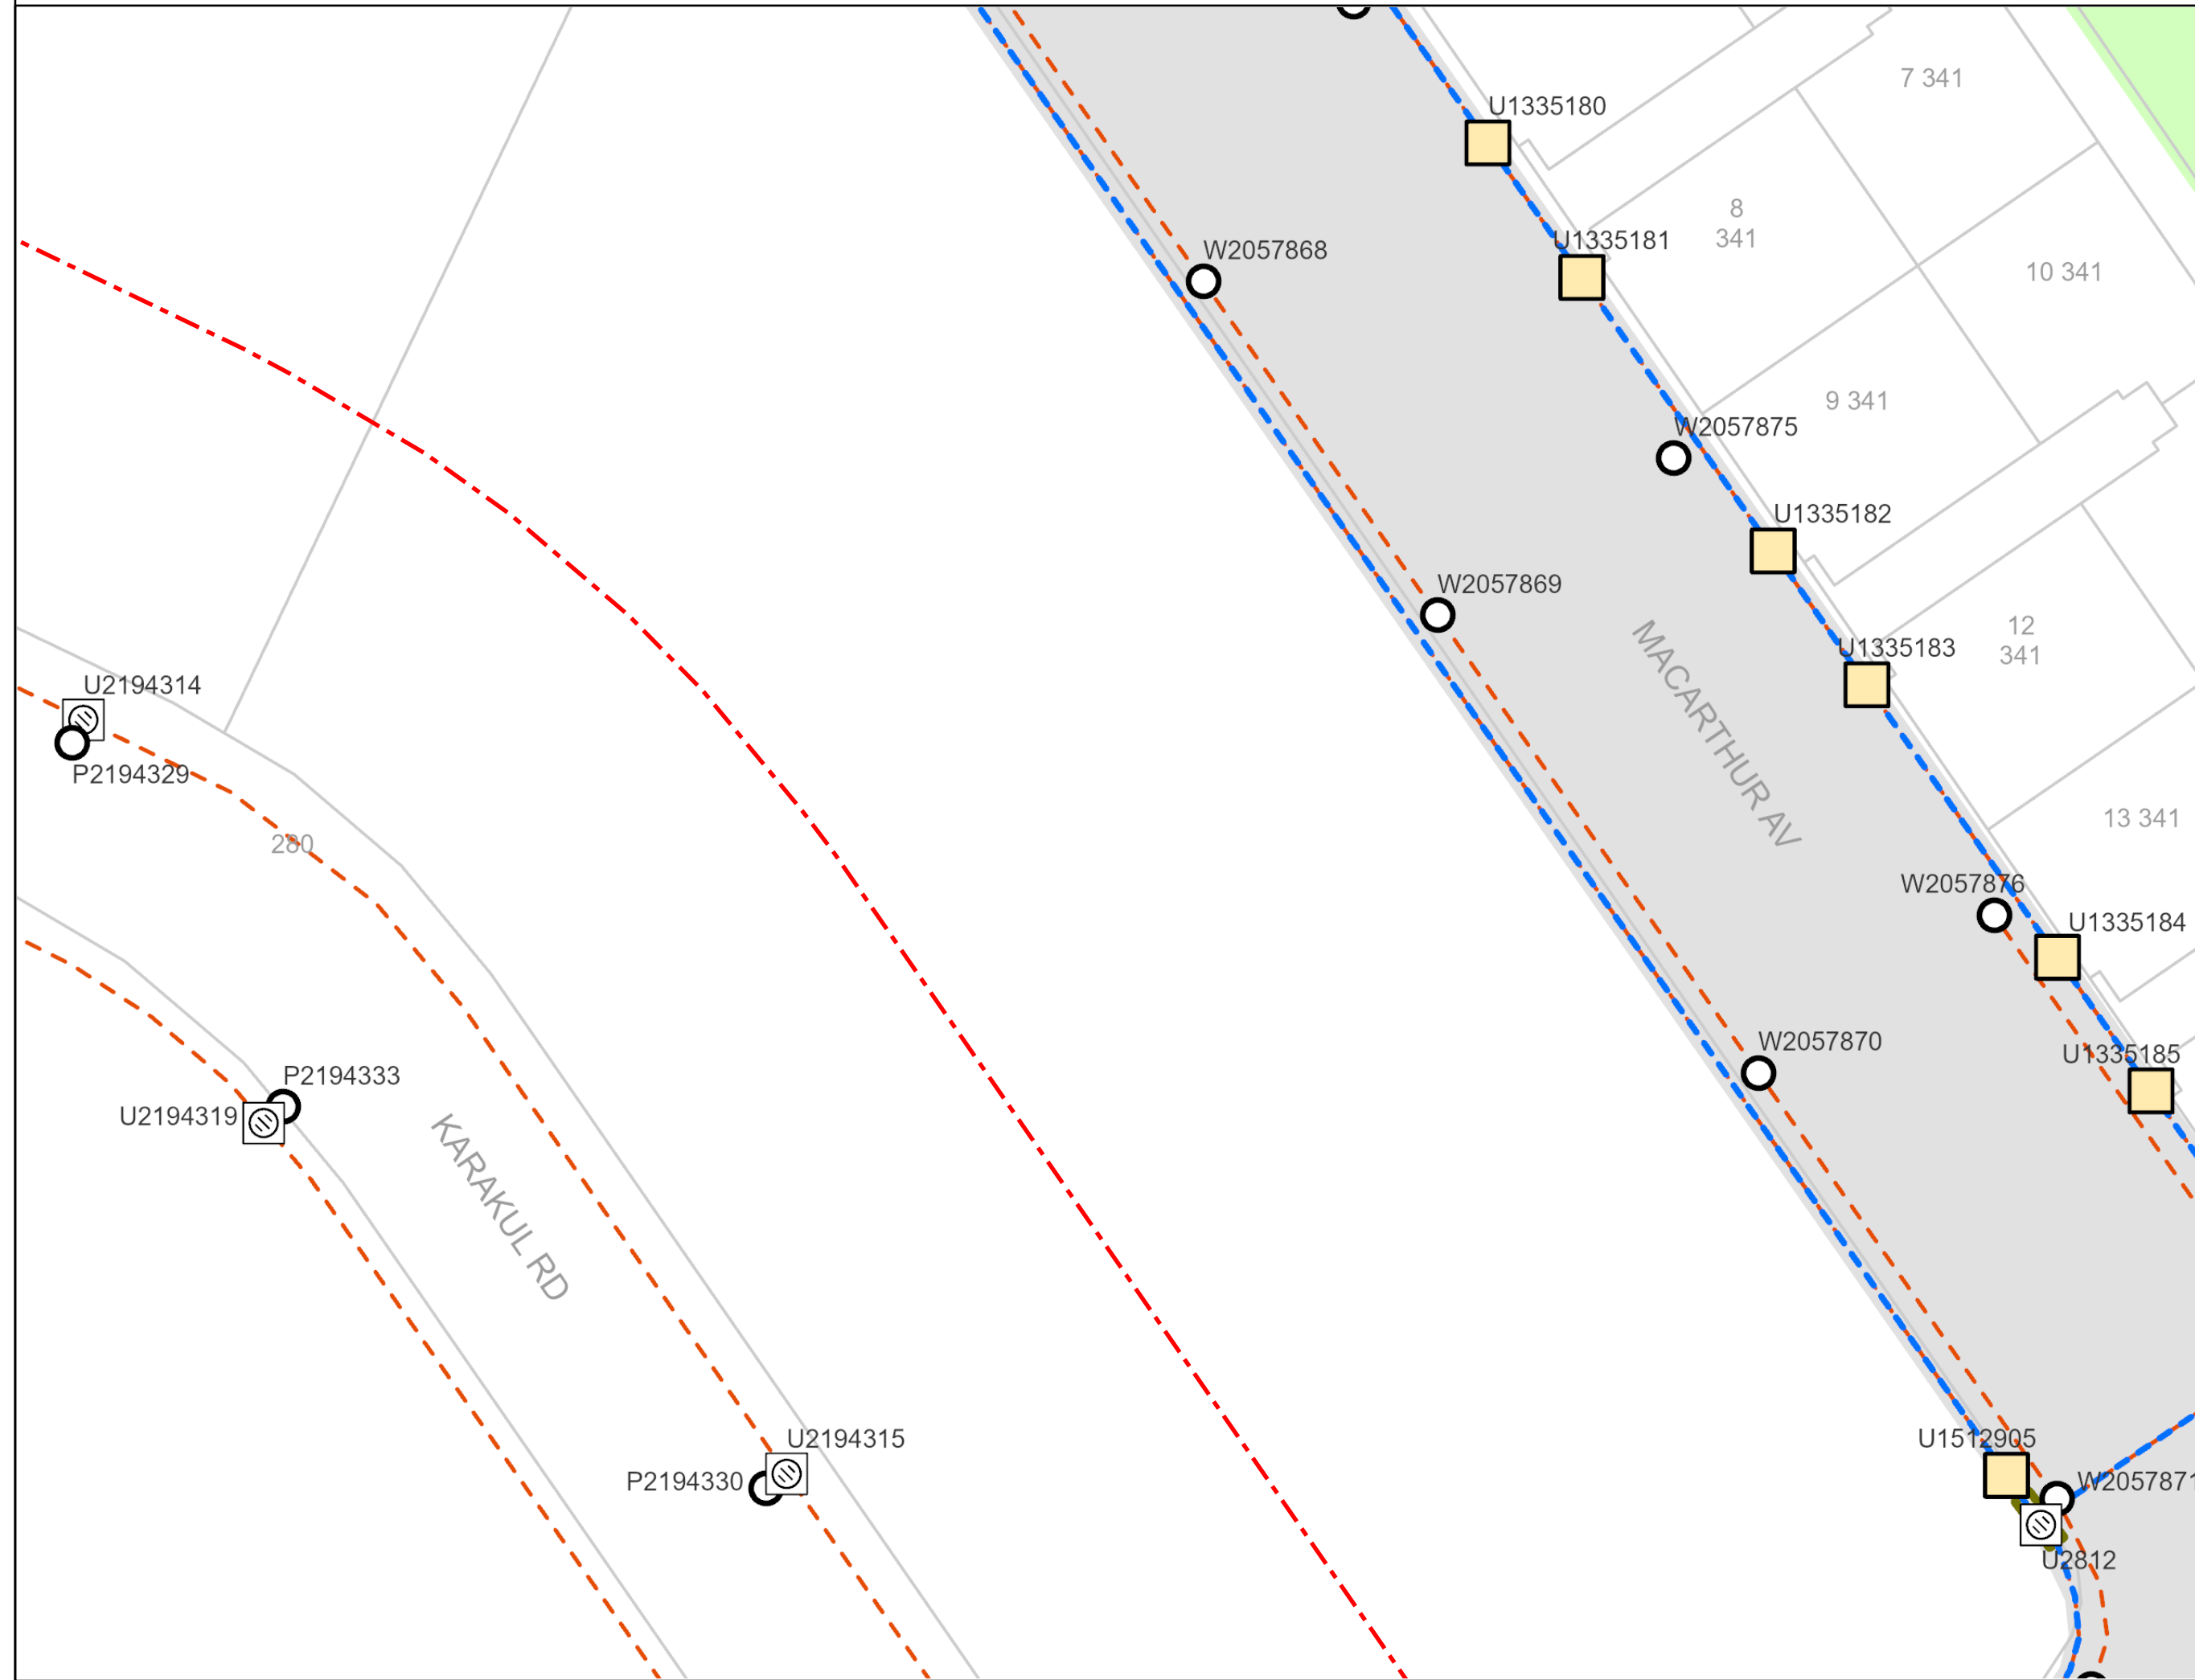 7 341
U1335180
8
341
U1335181
W2057868
10 341
9 341
W2057875
U1335182
W2057869
12
341
U1335183
MACARTHUR AV
U2194314
P2194329
13 341
280
W2057876
U1335184
W2057870
U1335185
P2194333
U2194319
KARAKUL RD
U2194315
P2194330
U1512905
W2057871
U2812